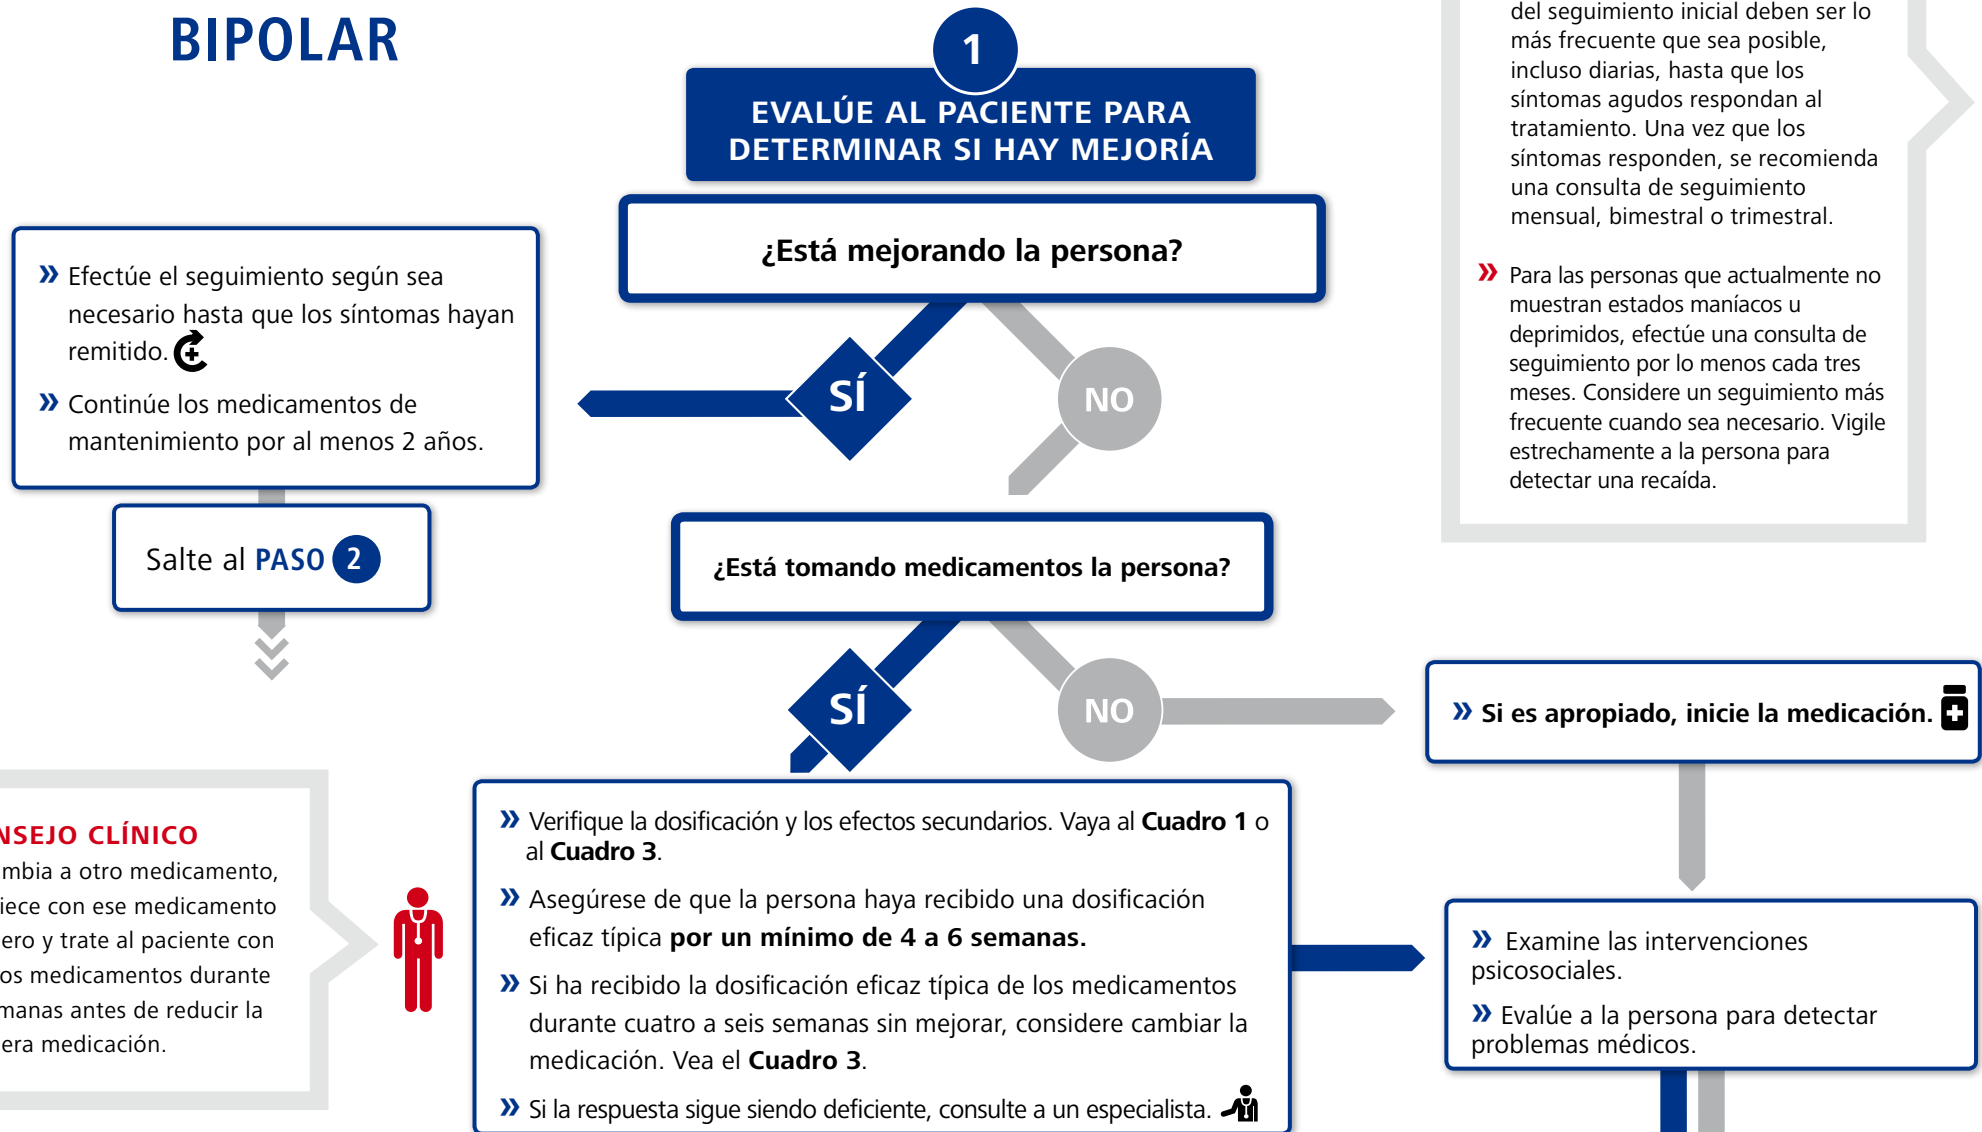 BIPOLAR
1
EVALÚE AL PACIENTE PARA
DETERMINAR SI HAY MEJORÍA
¿Está mejorando la persona?
SÍ
NO
» Efectúe el seguimiento según sea
necesario hasta que los síntomas hayan
remitido.
» Continúe los medicamentos de
mantenimiento por al menos 2 años.
Salte al PASO 2
del seguimiento inicial deben ser lo
más frecuente que sea posible,
incluso diarias, hasta que los
síntomas agudos respondan al
tratamiento. Una vez que los
síntomas responden, se recomienda
una consulta de seguimiento
mensual, bimestral o trimestral.
» Para las personas que actualmente no
muestran estados maníacos u
deprimidos, efectúe una consulta de
seguimiento por lo menos cada tres
meses. Considere un seguimiento más
frecuente cuando sea necesario. Vigile
estrechamente a la persona para
detectar una recaída.
¿Está tomando medicamentos la persona?
SÍ
NO
» Si es apropiado, inicie la medicación.
NSEJO CLÍNICO
mbia a otro medicamento,
iece con ese medicamento
ero y trate al paciente con
os medicamentos durante
manas antes de reducir la
era medicación.
» Verifique la dosificación y los efectos secundarios. Vaya al Cuadro 1 o
al Cuadro 3.
» Asegúrese de que la persona haya recibido una dosificación
eficaz típica por un mínimo de 4 a 6 semanas.
» Si ha recibido la dosificación eficaz típica de los medicamentos
durante cuatro a seis semanas sin mejorar, considere cambiar la
medicación. Vea el Cuadro 3.
» Si la respuesta sigue siendo deficiente, consulte a un especialista.
» Examine las intervenciones
psicosociales.
» Evalúe a la persona para detectar
problemas médicos.